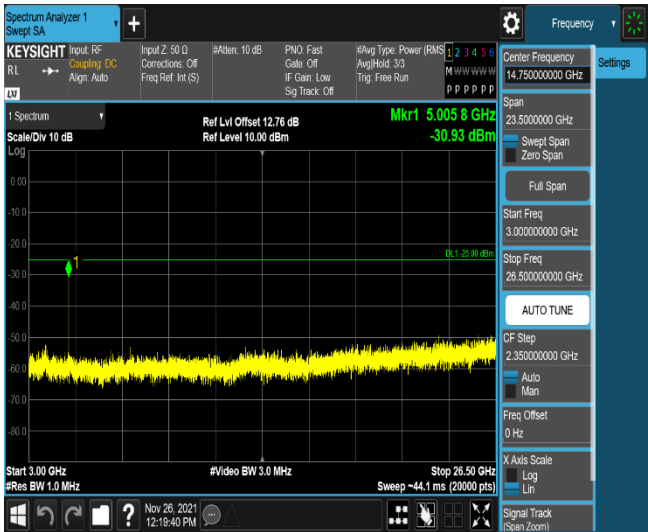 Spectrum Analyzer 1
Swept SA
Frequency
KEYSIGHT
RL
LXI
Input: RF
Coupling: DC
Align: Auto
Input Z: 50 Ω
Corrections: Off
Freq Ref: Int (S)
#Atten: 10 dB
PNO: Fast
Gate: Off
IF Gain: Low
Sig Track: Off
#Avg Type: Power (RMS
Avg|Hold: 3/3
Trig: Free Run
1 2 3 4 5 6
M W W W W W
P P P P P P
1 Spectrum
Scale/Div 10 dB
Ref Lvl Offset 12.76 dB
Ref Level 10.00 dBm
Mkr1 5.005 8 GHz
-30.93 dBm
Log
0.00
-10.0
-20.0
DL1 -25.00 dBm
1
-30.0
-40.0
-50.0
-60.0
-70.0
-80.0
Start 3.00 GHz
#Res BW 1.0 MHz
#Video BW 3.0 MHz
Stop 26.50 GHz
Sweep ~44.1 ms (20000 pts)
Nov 26, 2021
12:19:40 PM
Center Frequency
14.750000000 GHz
Settings
Span
23.5000000 GHz
Swept Span
Zero Span
Full Span
Start Freq
3.000000000 GHz
Stop Freq
26.500000000 GHz
AUTO TUNE
CF Step
2.350000000 GHz
Auto
Man
Freq Offset
0 Hz
X Axis Scale
Log
Lin
Signal Track
(Span Zoom)